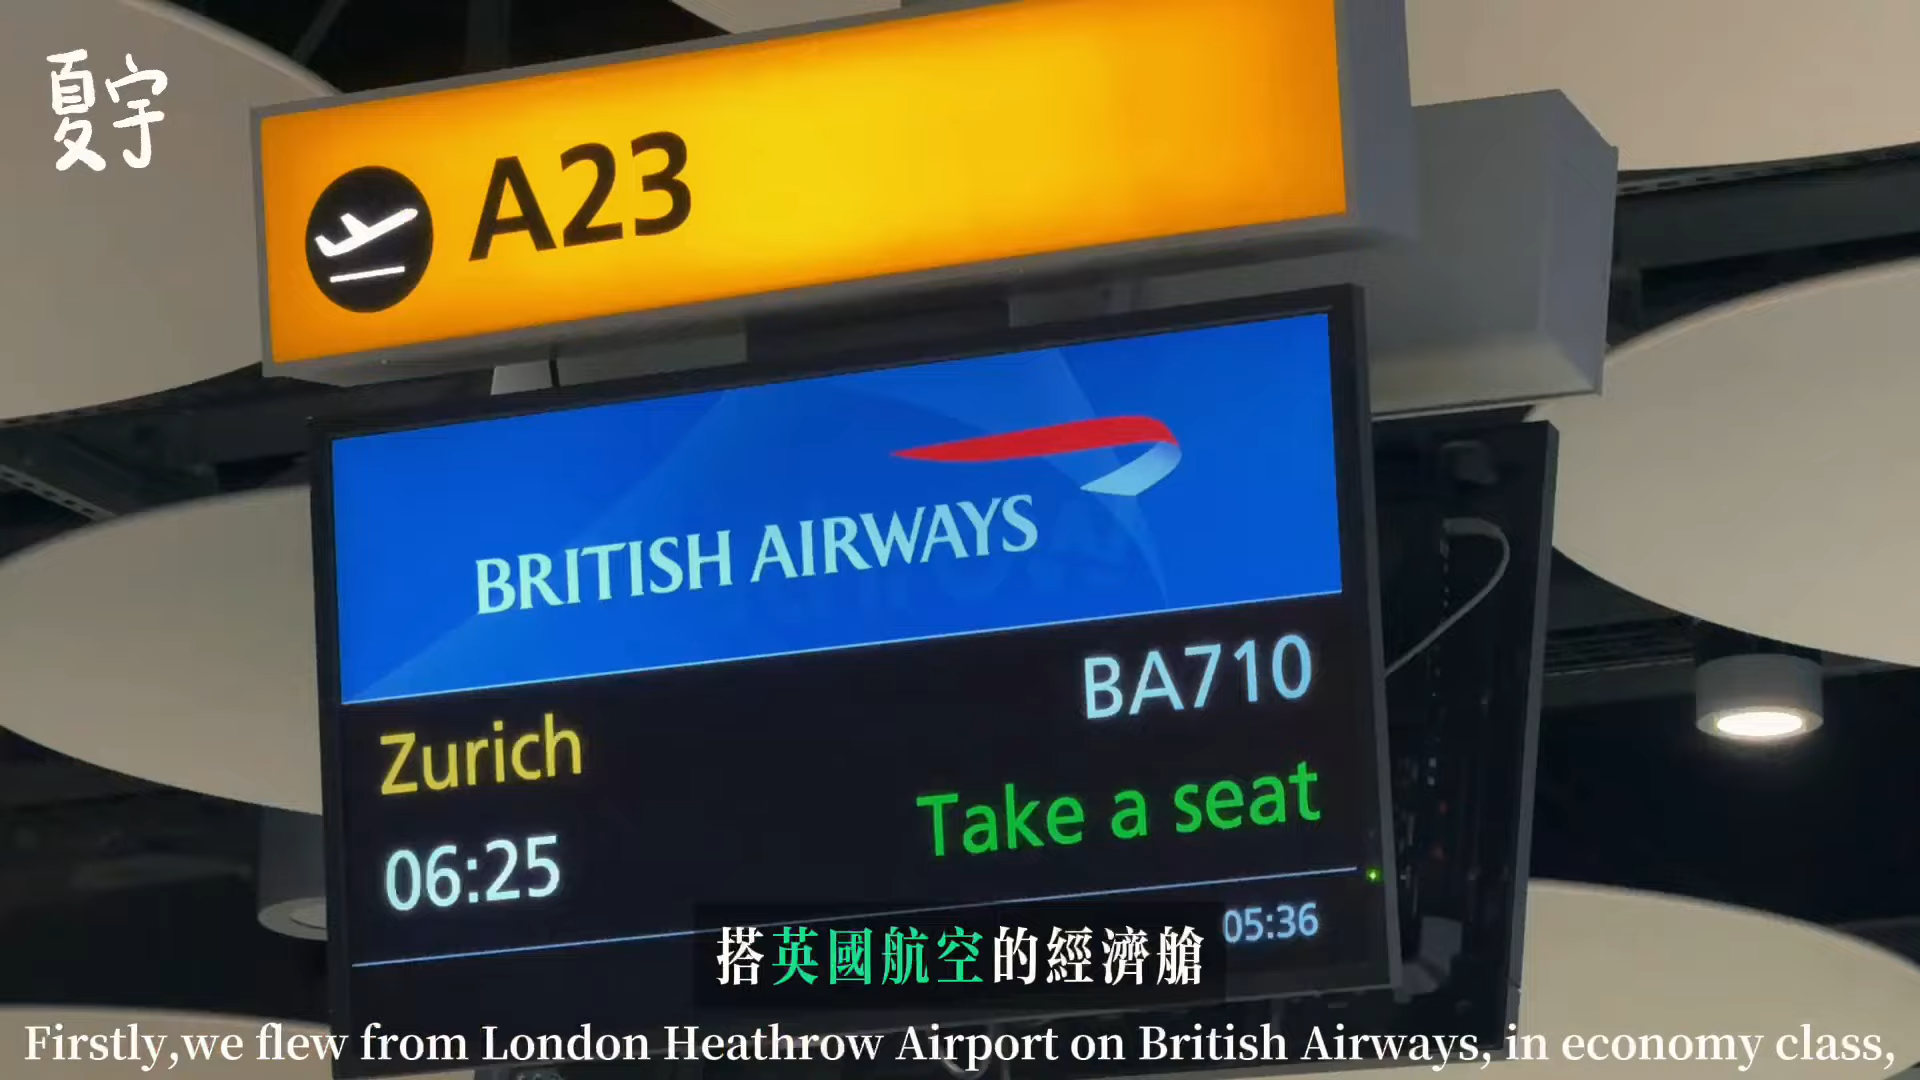 夏宇
A23
BRITISH AIRWAYS
BA710
Zurich
Take a seat
06:25
05:36
搭英國航空的經濟艙
Firstly,we flew from London Heathrow Airport on British Airways, in economy class,